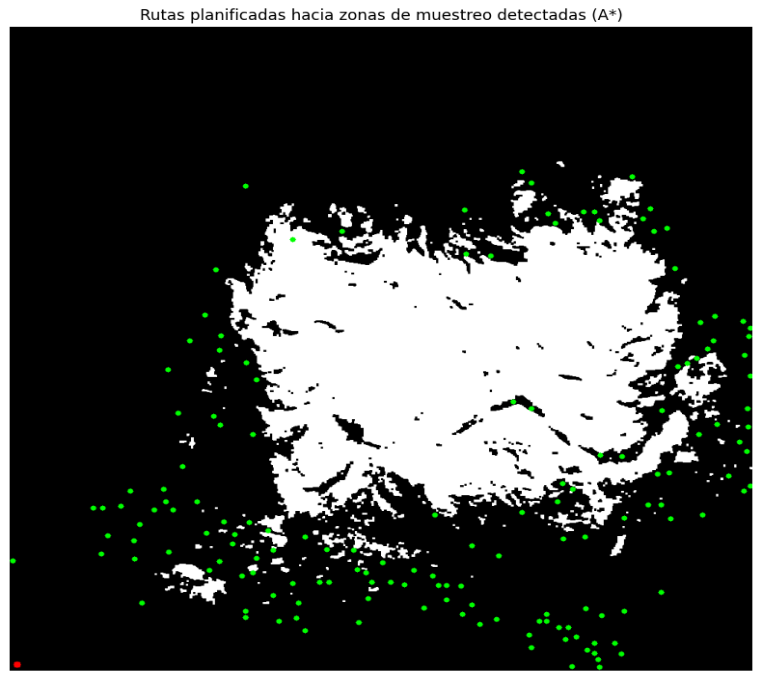 Rutas planificadas hacia zonas de muestreo detectadas (A*)